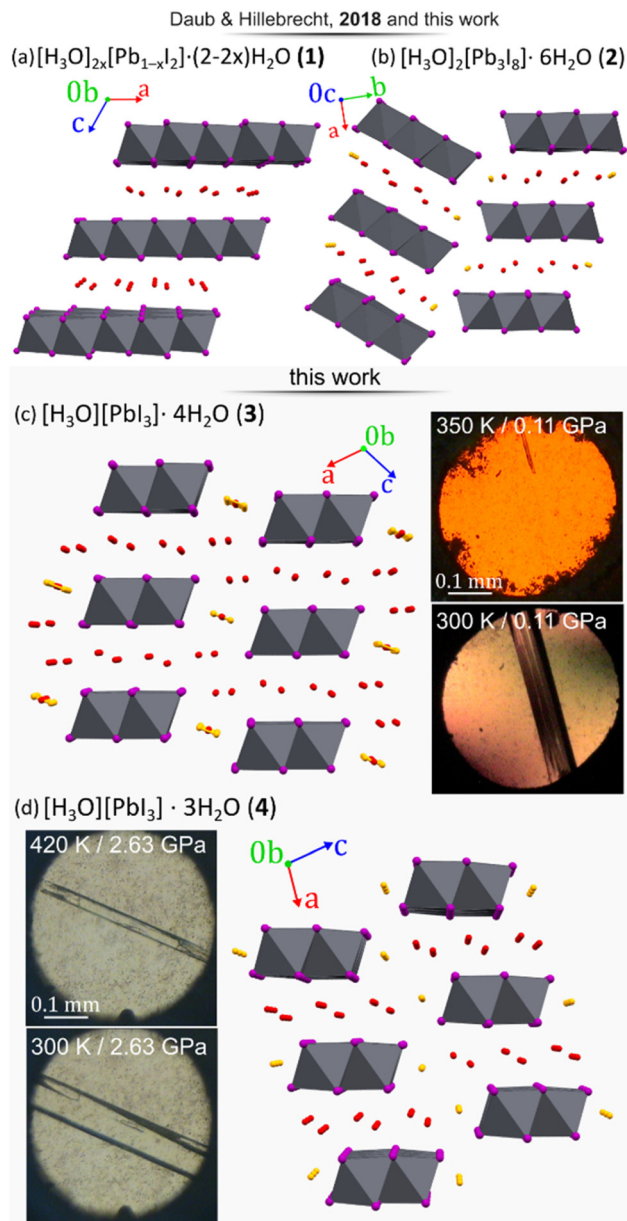 Daub & Hillebrecht, 2018 and this work
(a) [H₃O]₂ₓ[Pb₁₋ₓI₂]·(2-2x)H₂O (1)
(b) [H₃O]₂[Pb₃I₈]· 6H₂O (2)
0b a
c
0c b
a
this work
(c) [H₃O][PbI₃]· 4H₂O (3)
0b
a c
350 K / 0.11 GPa
0.1 mm
300 K / 0.11 GPa
(d) [H₃O][PbI₃] · 3H₂O (4)
420 K / 2.63 GPa
0.1 mm
300 K / 2.63 GPa
0b c
a